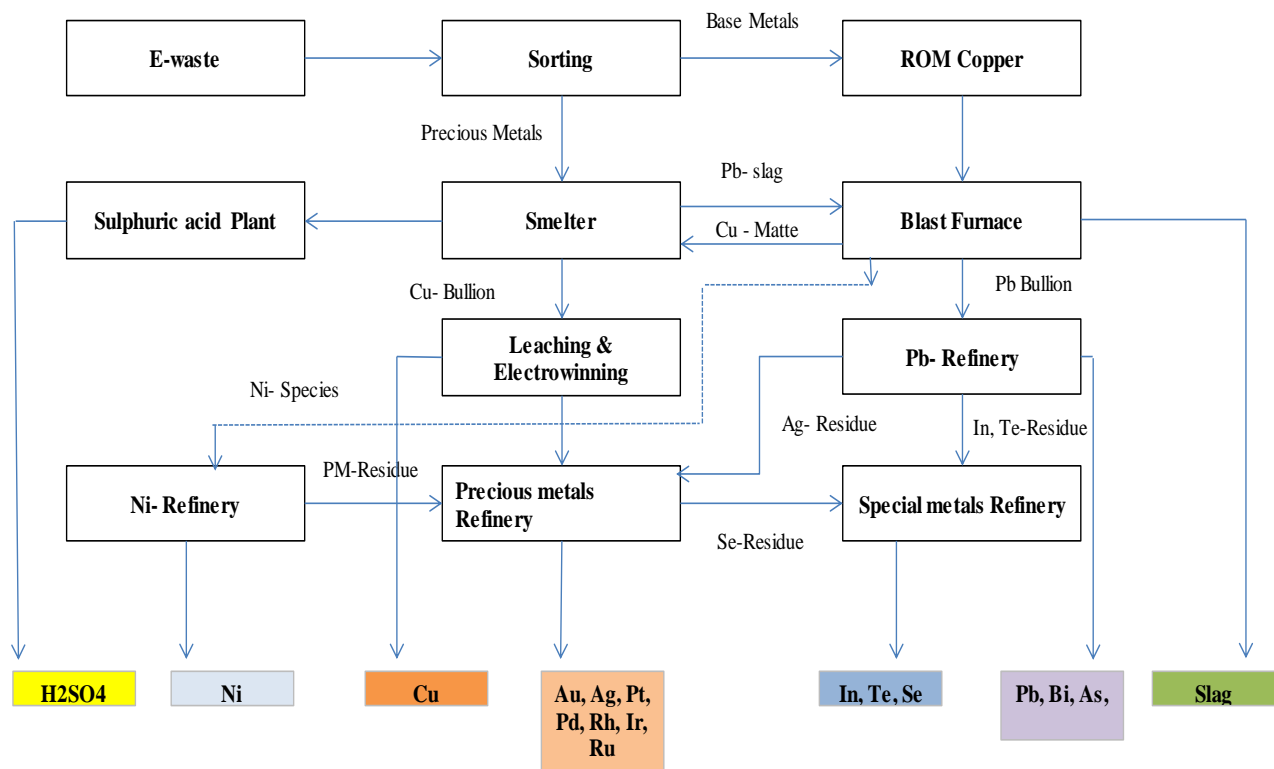 Base Metals
E-waste
Sorting
ROM Copper
Precious Metals
Pb- slag
Sulphuric acid Plant
Smelter
Cu - Matte
Blast Furnace
Cu- Bullion
Pb Bullion
Leaching &
Electrowinning
Pb- Refinery
Ni- Species
Ag- Residue
In, Te-Residue
PM-Residue
Ni- Refinery
Precious metals
Refinery
Special metals Refinery
Se-Residue
H2SO4
Ni
Cu
Au, Ag, Pt,
Pd, Rh, Ir,
Ru
In, Te, Se
Pb, Bi, As,
Slag